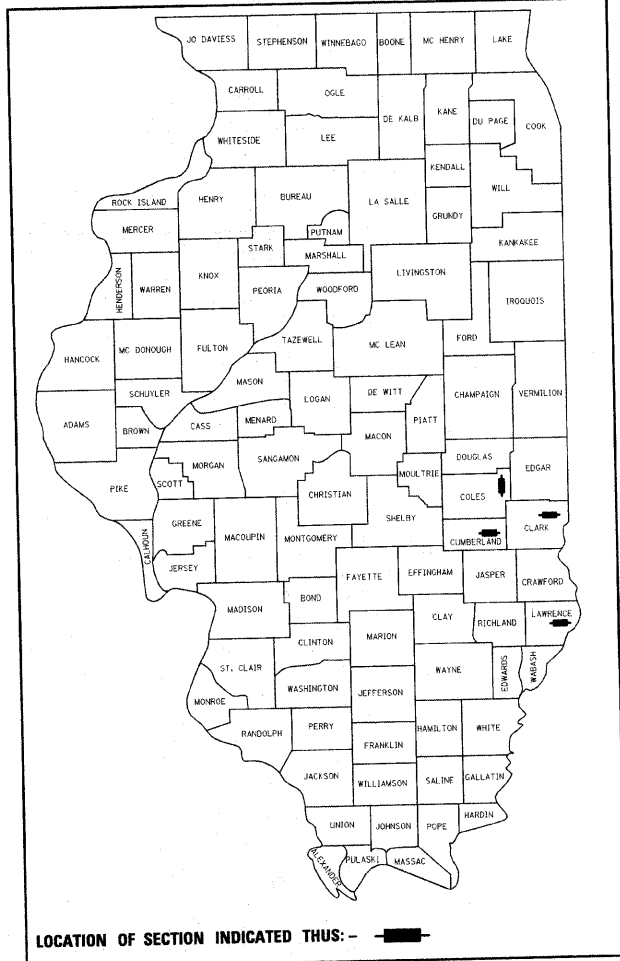 JO DAVIESS STEPHENSON WINNEBAGO BOONE MC HENRY LAKE
CARROLL OGLE DE KALB KANE DU PAGE COOK
WHITESIDE LEE
KENDALL WILL
ROCK ISLAND HENRY BUREAU LA SALLE GRUNDY
MERCER STARK PUTNAM MARSHALL KANKAKEE
HENDERSON WARREN KNOX PEORIA WOODFORD LIVINGSTON IROQUOIS
HANCOCK MC DONOUGH FULTON TAZEWELL MC LEAN FORD
SCHUYLER MASON LOGAN DE WITT CHAMPAIGN VERMILION
ADAMS BROWN CASS MENARD MACON PIATT
PIKE SCOTT MORGAN SANGAMON MOULTRIE DOUGLAS EDGAR
CHRISTIAN COLES
CALHOUN GREENE MACOUPIN MONTGOMERY SHELBY CUMBERLAND CLARK
JERSEY FAYETTE EFFINGHAM JASPER CRAWFORD
MADISON BOND CLAY RICHLAND LAWRENCE
CLINTON MARION
ST. CLAIR WAYNE EDWARDS WABASH
MONROE WASHINGTON JEFFERSON
RANDOLPH PERRY HAMILTON WHITE
FRANKLIN
JACKSON WILLIAMSON SALINE GALLATIN
UNION JOHNSON POPE HARDIN
ALEXANDER PULASKI MASSAC
LOCATION OF SECTION INDICATED THUS: -